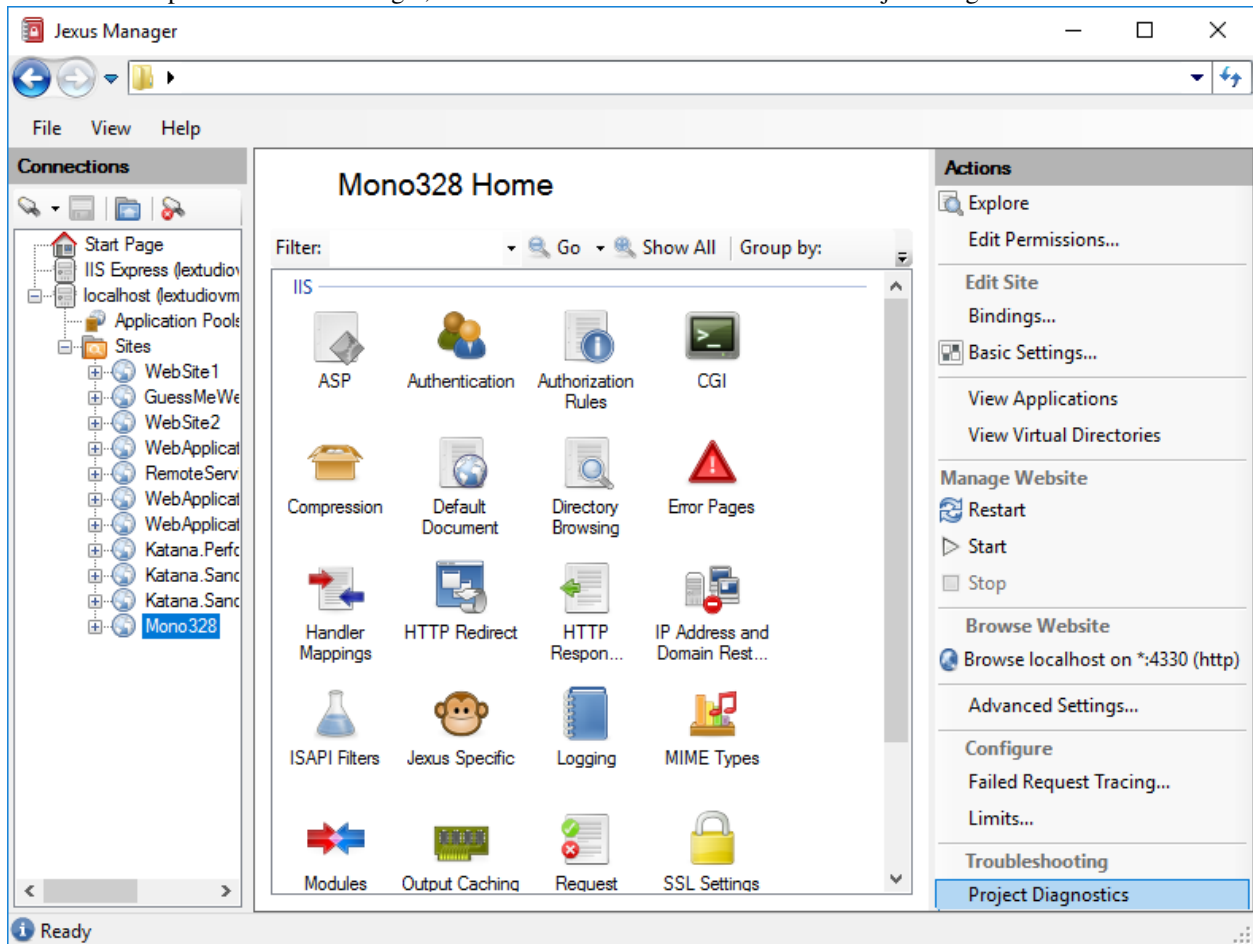 Jexus Manager
File View Help
Connections
Start Page
IIS Express (lextudiov
localhost (lextudiovm
Application Pools
Sites
WebSite1
GuessMeWe
WebSite2
WebApplicat
RemoteServ
WebApplicat
WebApplicat
Katana.Perfo
Katana.Sanc
Katana.Sanc
Mono328
Mono328 Home
Filter: Go Show All Group by:
IIS
ASP
Authentication
Authorization
Rules
CGI
Compression
Default
Document
Directory
Browsing
Error Pages
Handler
Mappings
HTTP Redirect
HTTP
Respon...
IP Address and
Domain Rest...
ISAPI Filters
Jexus Specific
Logging
MIME Types
Modules
Output Caching
Request
SSL Settings
Actions
Explore
Edit Permissions...
Edit Site
Bindings...
Basic Settings...
View Applications
View Virtual Directories
Manage Website
Restart
Start
Stop
Browse Website
Browse localhost on *:4330 (http)
Advanced Settings...
Configure
Failed Request Tracing...
Limits...
Troubleshooting
Project Diagnostics
Ready